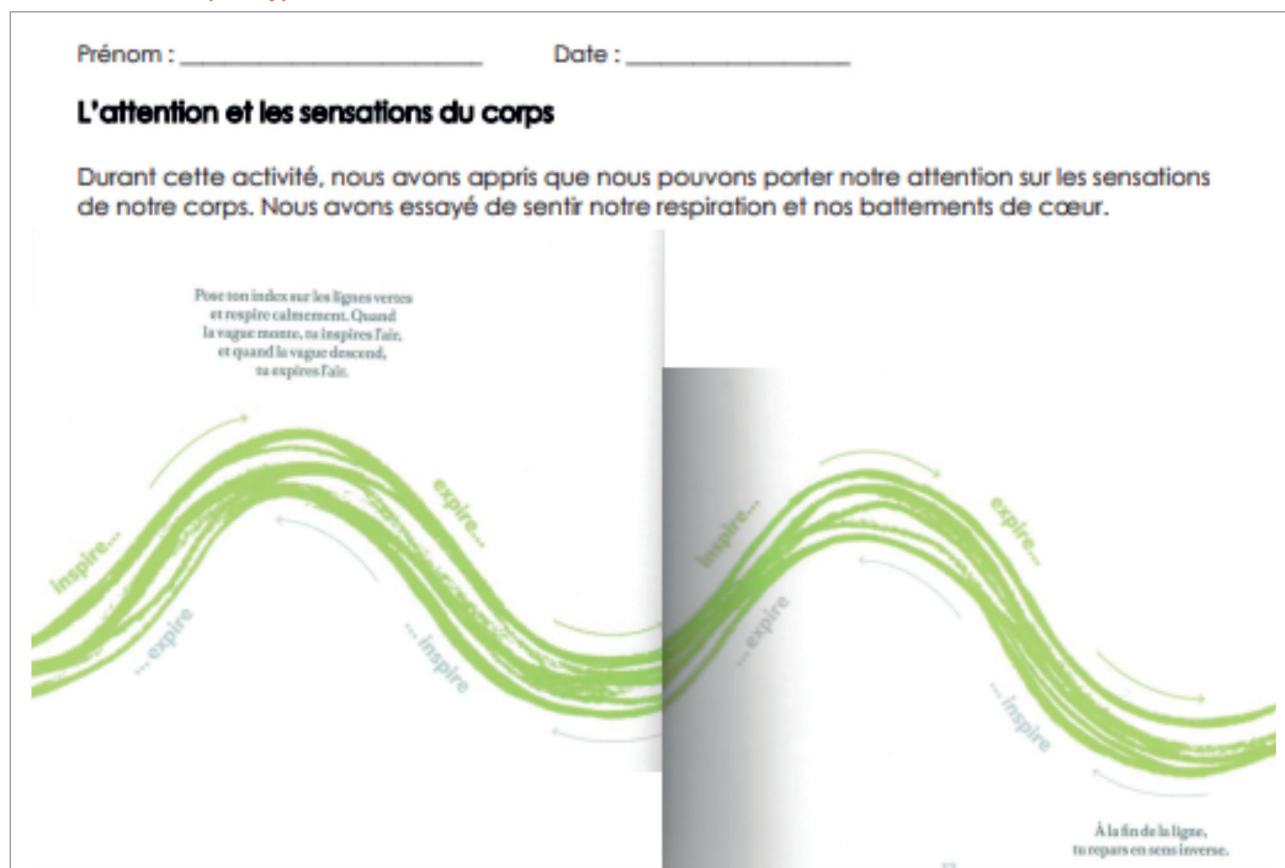 Prénom : ______________________ Date : ________________
L'attention et les sensations du corps
Durant cette activité, nous avons appris que nous pouvons porter notre attention sur les sensations
de notre corps. Nous avons essayé de sentir notre respiration et nos battements de cœur.
Pose ton index sur les lignes vertes
et respire calmement. Quand
la vague monte, tu inspires l'air,
et quand la vague descend,
tu expires l'air.
inspire...
expire...
... expire
... inspire
inspire...
expire...
... expire
... inspire
À la fin de la ligne,
tu repars en sens inverse.